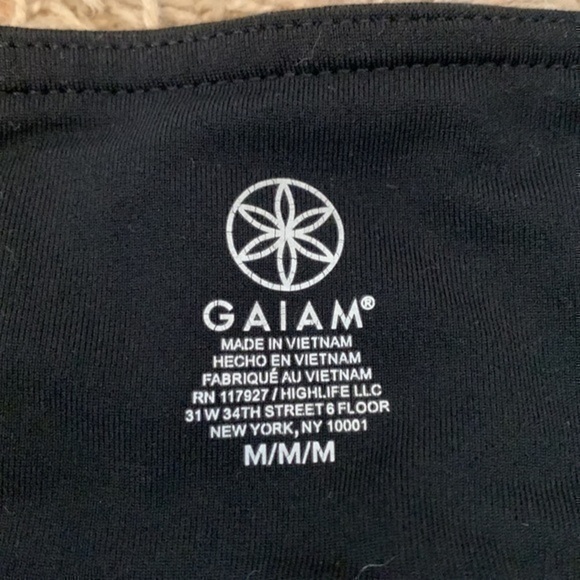 GAIAM®
MADE IN VIETNAM
HECHO EN VIETNAM
FABRIQUÉ AU VIETNAM
RN 117927 / HIGHLIFE LLC
31 W 34TH STREET 6 FLOOR
NEW YORK, NY 10001
M/M/M